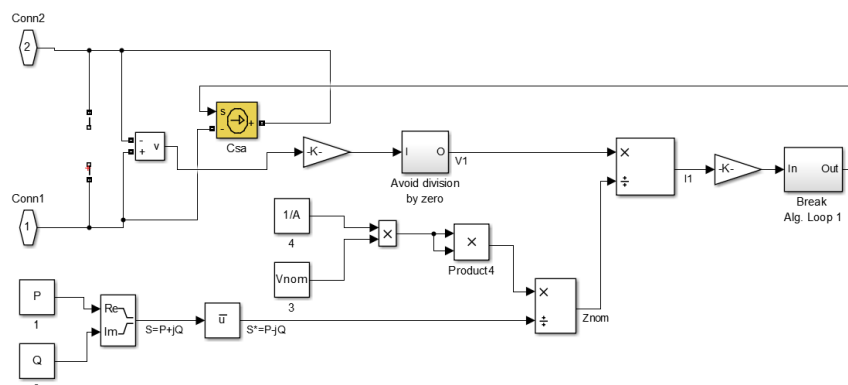 Conn2
2
s
-
+
Csa
-
+
v
-K-
I
O
V1
Avoid division
by zero
×
÷
I1
-K-
In
Out
Break
Alg. Loop 1
Conn1
1
1/A
4
×
×
Product4
Vnom
3
P
1
Re
Im
S=P+jQ
u
S*=P-jQ
×
÷
Znom
Q